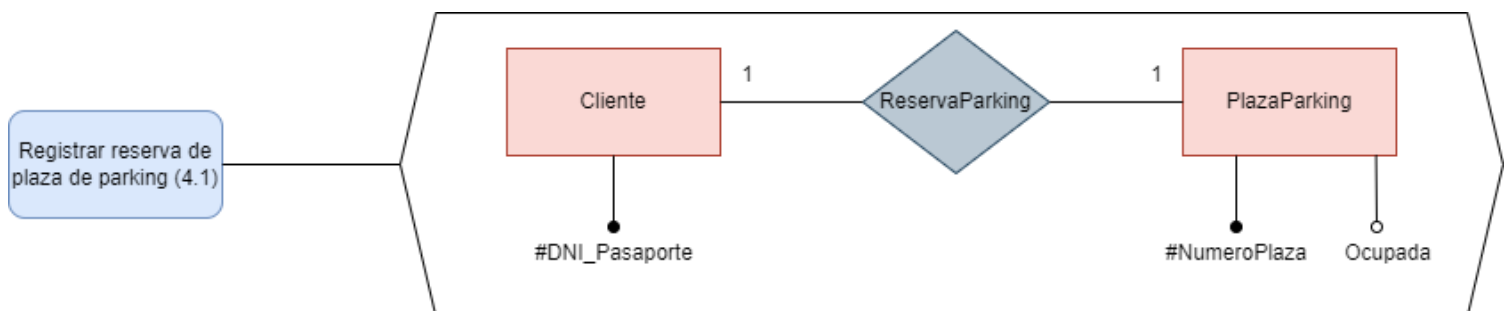 Registrar reserva de
plaza de parking (4.1)
Cliente
1
ReservaParking
1
PlazaParking
#DNI_Pasaporte
#NumeroPlaza
Ocupada